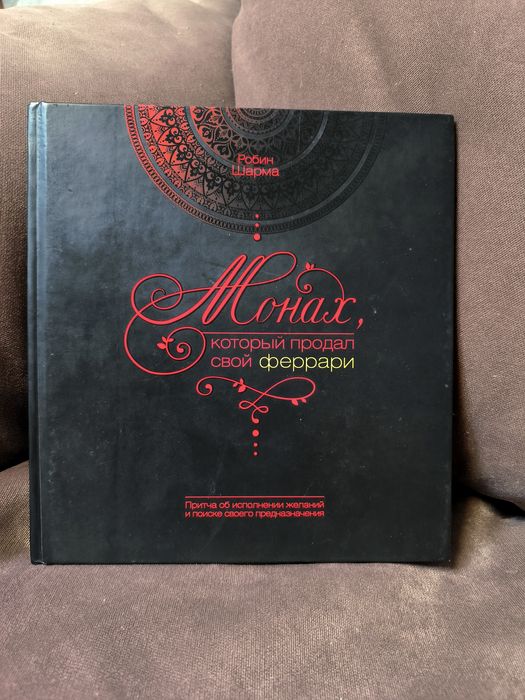 Робин
Шарма
Монах,
который продал
свой феррари
Притча об исполнении желаний
и поиске своего предназначения